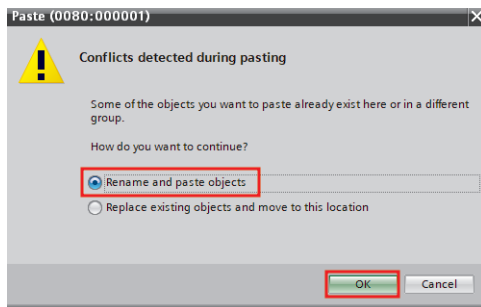 Paste (0080:000001)
Conflicts detected during pasting
Some of the objects you want to paste already exist here or in a different
group.
How do you want to continue?
Rename and paste objects
Replace existing objects and move to this location
OK Cancel